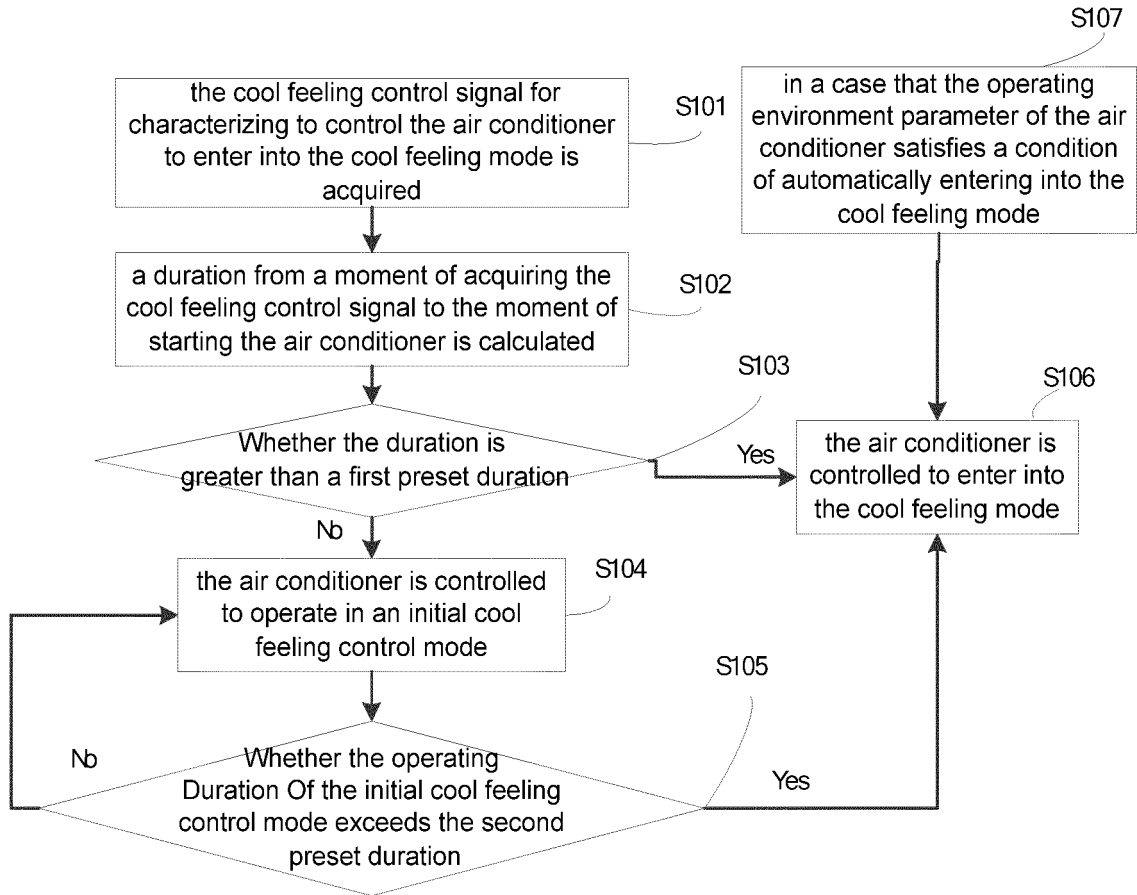 S107
the cool feeling control signal for
characterizing to control the air conditioner
to enter into the cool feeling mode is
acquired
S101
in a case that the operating
environment parameter of the air
conditioner satisfies a condition
of automatically entering into the
cool feeling mode
a duration from a moment of acquiring the
cool feeling control signal to the moment of
starting the air conditioner is calculated
S102
S103
S106
Whether the duration is
greater than a first preset duration
Yes
the air conditioner is
controlled to enter into
the cool feeling mode
No
the air conditioner is controlled
to operate in an initial cool
feeling control mode
S104
S105
No
Whether the operating
Duration Of the initial cool feeling
control mode exceeds the second
preset duration
Yes